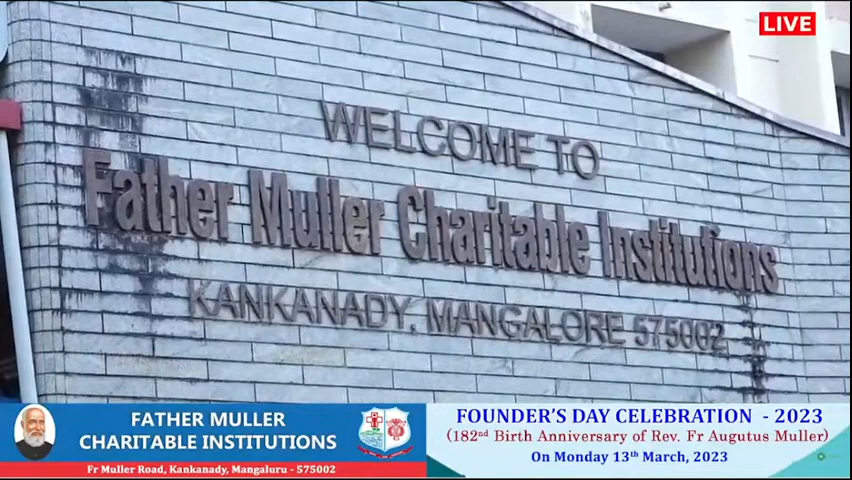 LIVE
WELCOME TO
Father Muller Charitable Institutions
KANKANADY, MANGALORE 575002
FATHER MULLER
CHARITABLE INSTITUTIONS
Fr Muller Road, Kankanady, Mangaluru - 575002
FOUNDER'S DAY CELEBRATION - 2023
(182nd Birth Anniversary of Rev. Fr Augutus Muller)
On Monday 13th March, 2023